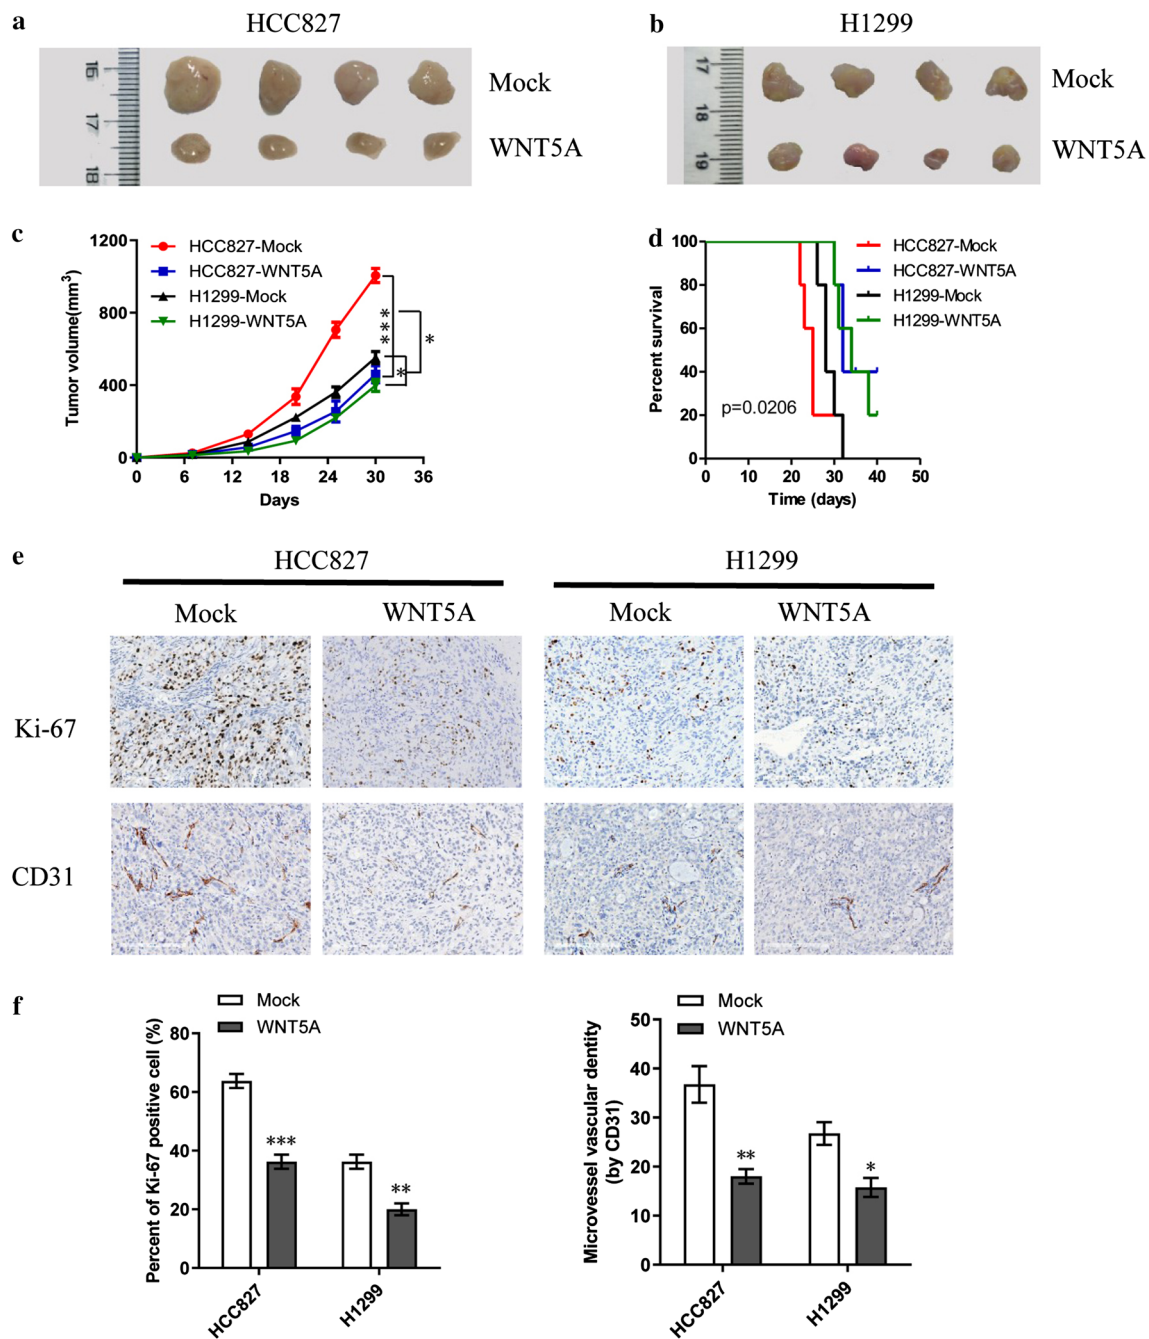 a
HCC827
16
17
18
Mock
WNT5A
b
H1299
17
18
19
Mock
WNT5A
c
HCC827-Mock
HCC827-WNT5A
H1299-Mock
H1299-WNT5A
Tumor volume(mm³)
1200
800
400
0
0 6 12 18 24 30 36
Days
***
*
*
d
HCC827-Mock
HCC827-WNT5A
H1299-Mock
H1299-WNT5A
Percent survival
100
80
60
40
20
0
p=0.0206
0 10 20 30 40 50
Time (days)
e
HCC827 H1299
Mock WNT5A Mock WNT5A
Ki-67
CD31
f
Mock
WNT5A
Percent of Ki-67 positive cell (%)
80
60
40
20
0
***
**
HCC827 H1299
Mock
WNT5A
Microvessel vascular dentity
(by CD31)
50
40
30
20
10
0
**
*
HCC827 H1299